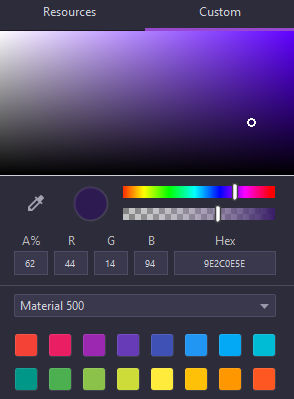 Resources Custom
A% R G B Hex
62 44 14 94 9E2C0E5E
Material 500